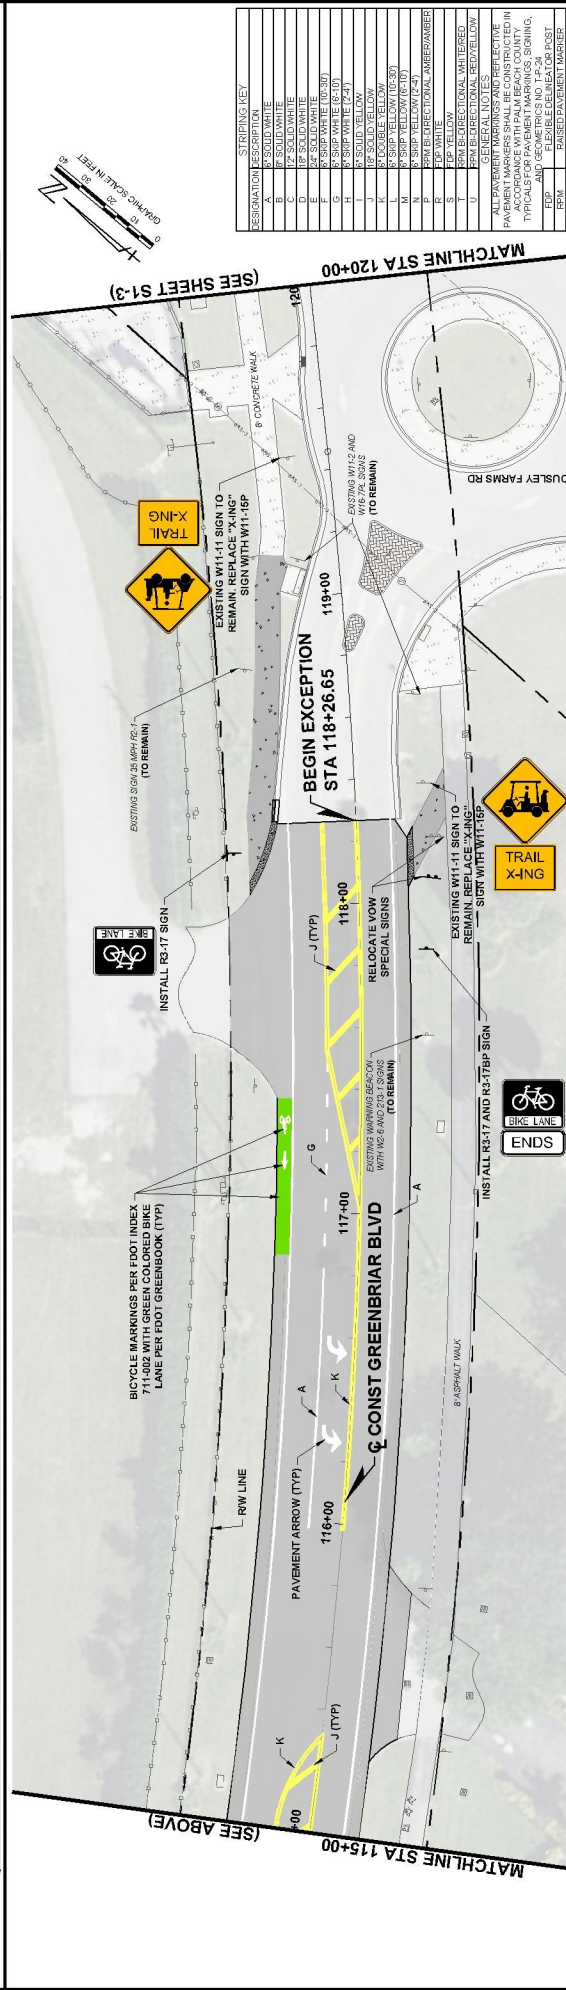 STRIPING KEY
DESIGNATION DESCRIPTION
A 6" SOLID WHITE
B 8" SOLID WHITE
C 12" SOLID WHITE
D 18" SOLID WHITE
E 24" SOLID WHITE
F 6" SKIP WHITE (10'-30')
G 6" SKIP WHITE (6'-10')
H 6" SKIP WHITE (2'-4')
I 6" SOLID YELLOW
J 18" SOLID YELLOW
K 6" DOUBLE YELLOW
L 6" SKIP YELLOW (10'-30')
M 6" SKIP YELLOW (6'-10')
N 6" SKIP YELLOW (2'-4')
P RPM BI-DIRECTIONAL AMBER/AMBER
R FDP WHITE
S FDP YELLOW
T RPM BI-DIRECTIONAL WHITE/RED
U RPM BI-DIRECTIONAL RED/YELLOW
GENERAL NOTES
ALL PAVEMENT MARKINGS AND REFLECTIVE
PAVEMENT MARKERS SHALL BE CONSTRUCTED IN
ACCORDANCE WITH PALM BEACH COUNTY
TYPICALS FOR PAVEMENT MARKINGS, SIGNING,
AND GEOMETRICS NO. T-P-24
FDP FLEXIBLE DELINEATOR POST
RPM RAISED PAVEMENT MARKER
GRAPHIC SCALE IN FEET
0 10 20 30 40
MATCHLINE STA 120+00
(SEE SHEET S1-3)
120
8' CONCRETE WALK
OUSLEY FARMS RD
EXISTING W11-2 AND
W16-7PL SIGNS
(TO REMAIN)
TRAIL
X-ING
EXISTING W11-11 SIGN TO
REMAIN. REPLACE "X-ING"
SIGN WITH W11-15P
119+00
EXISTING SIGN 35 MPH R2-1
(TO REMAIN)
BEGIN EXCEPTION
STA 118+26.65
TRAIL
X-ING
EXISTING W11-11 SIGN TO
REMAIN. REPLACE "X-ING"
SIGN WITH W11-15P
BIKE LANE
INSTALL R3-17 SIGN
118+00
J (TYP)
RELOCATE VOW
SPECIAL SIGNS
EXISTING WARNING BEACON
WITH W2-6 AND 213-1 SIGNS
(TO REMAIN)
BIKE LANE
ENDS
INSTALL R3-17 AND R3-17BP SIGN
BICYCLE MARKINGS PER FDOT INDEX
711-002 WITH GREEN COLORED BIKE
LANE PER FDOT GREENBOOK (TYP)
G
117+00
A
A
K
CL CONST GREENBRIAR BLVD
8' ASPHALT WALK
PAVEMENT ARROW (TYP)
116+00
R/W LINE
K
J (TYP)
+00
(SEE ABOVE)
MATCHLINE STA 115+00